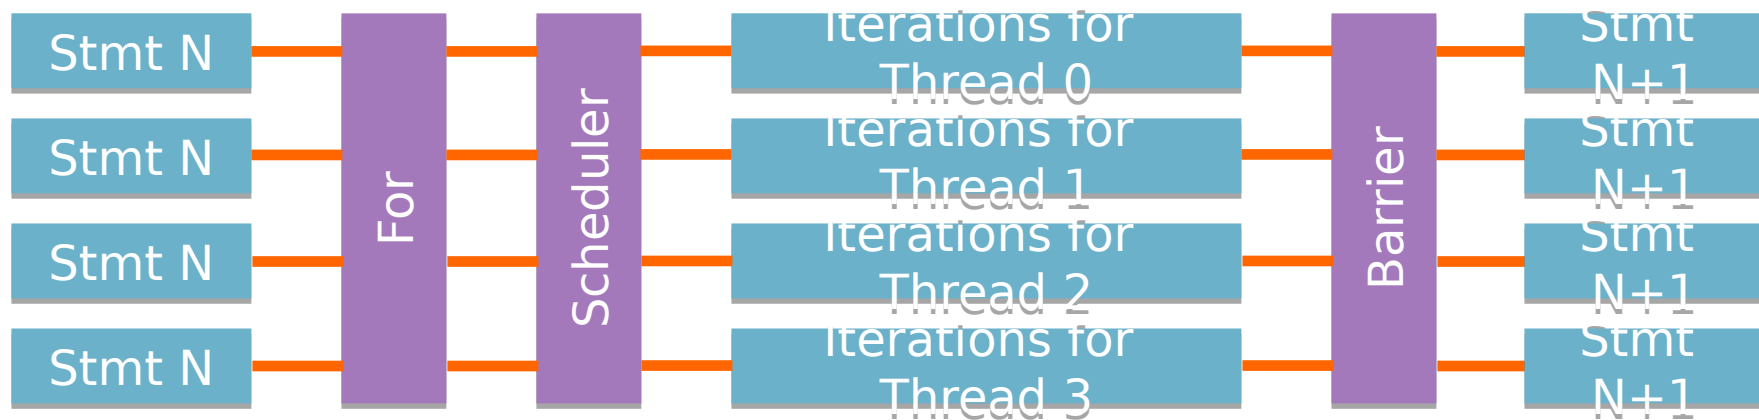 Stmt N
Stmt N
Stmt N
Stmt N
For
Scheduler
Iterations for
Thread 0
Iterations for
Thread 1
Iterations for
Thread 2
Iterations for
Thread 3
Barrier
Stmt
N+1
Stmt
N+1
Stmt
N+1
Stmt
N+1